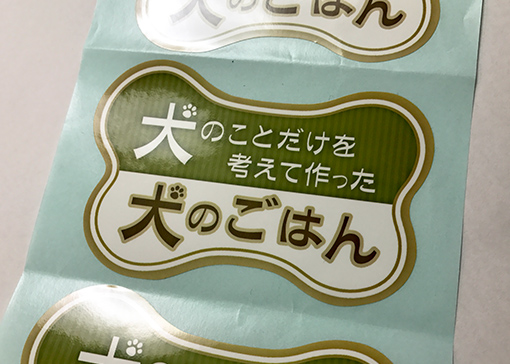 犬のごはん
犬のことだけを
考えて作った
犬のごはん